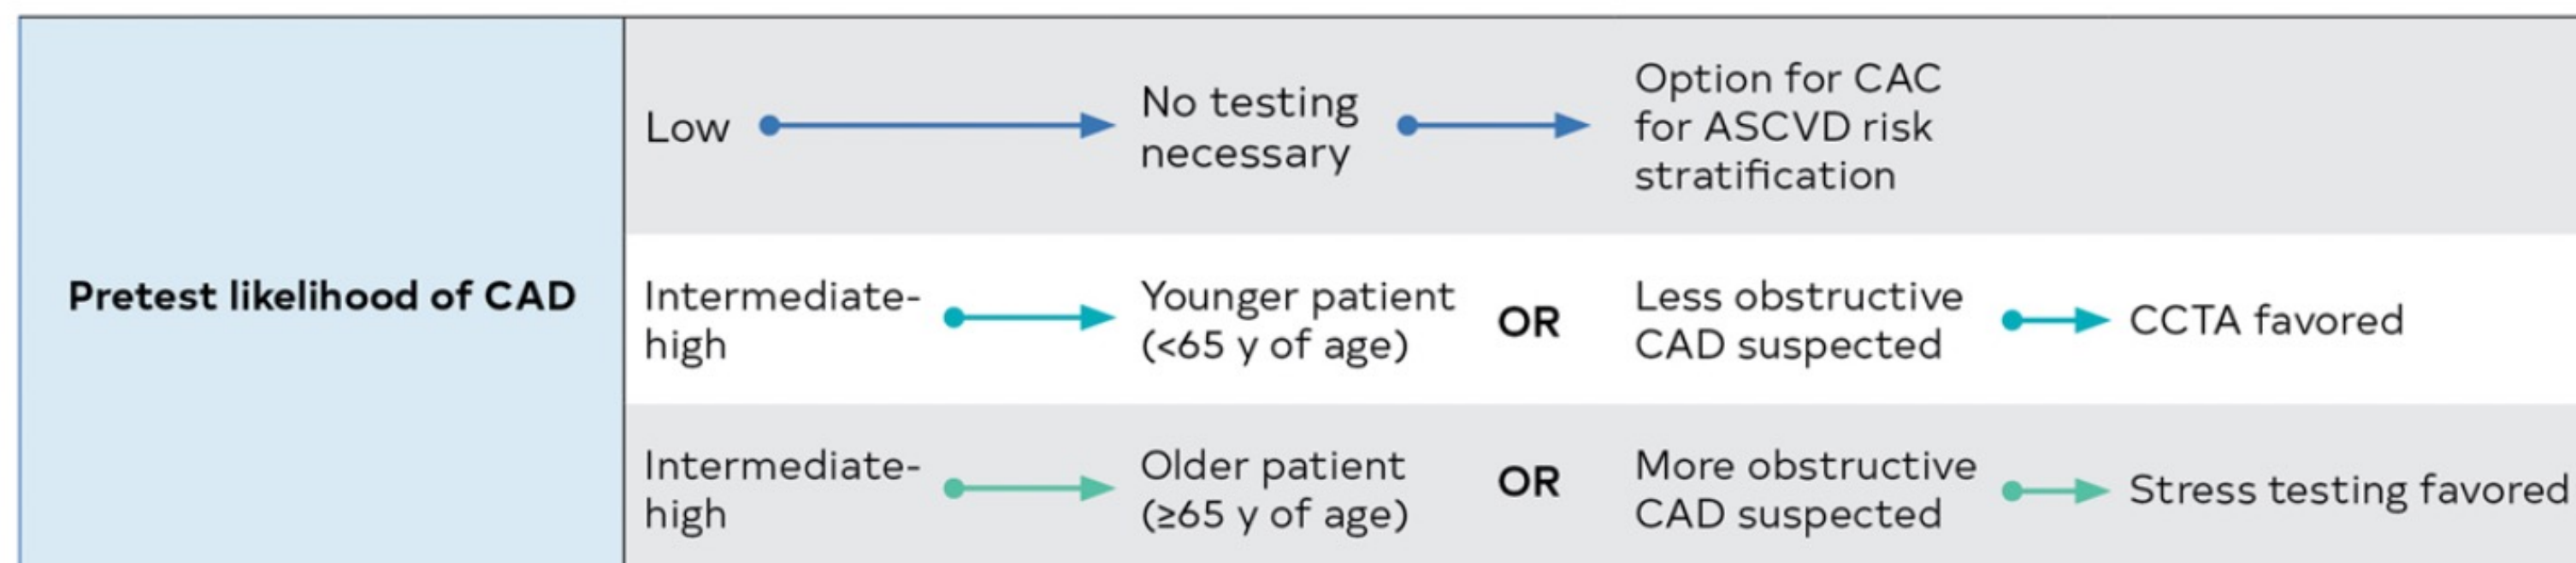 Pretest likelihood of CAD
Low
No testing
necessary
Option for CAC
for ASCVD risk
stratification
Intermediate-
high
Younger patient
(<65 y of age)
OR
Less obstructive
CAD suspected
CCTA favored
Intermediate-
high
Older patient
(≥65 y of age)
OR
More obstructive
CAD suspected
Stress testing favored